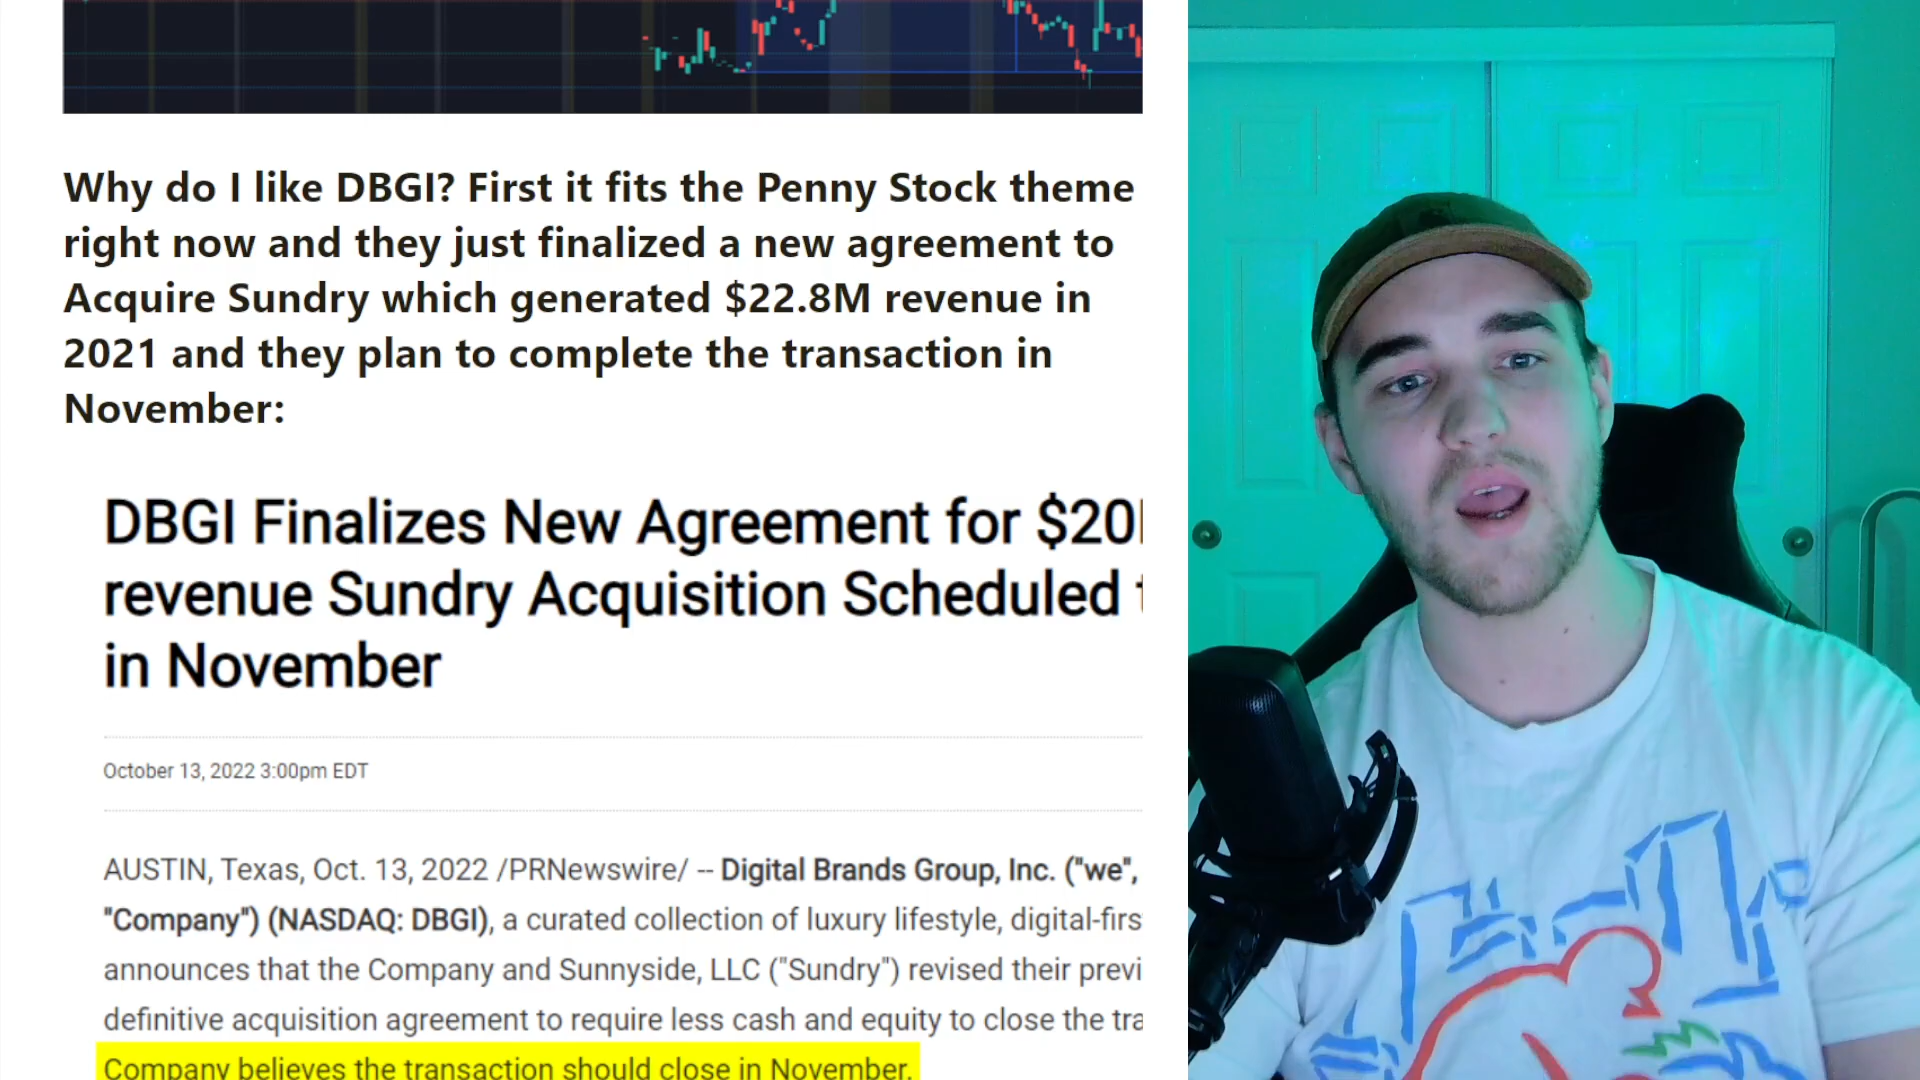 Why do I like DBGI? First it fits the Penny Stock theme
right now and they just finalized a new agreement to
Acquire Sundry which generated $22.8M revenue in
2021 and they plan to complete the transaction in
November:
DBGI Finalizes New Agreement for $20
revenue Sundry Acquisition Scheduled
in November
October 13, 2022 3:00pm EDT
AUSTIN, Texas, Oct. 13, 2022 /PRNewswire/ -- Digital Brands Group, Inc. ("we",
"Company") (NASDAQ: DBGI), a curated collection of luxury lifestyle, digital-firs
announces that the Company and Sunnyside, LLC ("Sundry") revised their previ
definitive acquisition agreement to require less cash and equity to close the tra
Company believes the transaction should close in November.